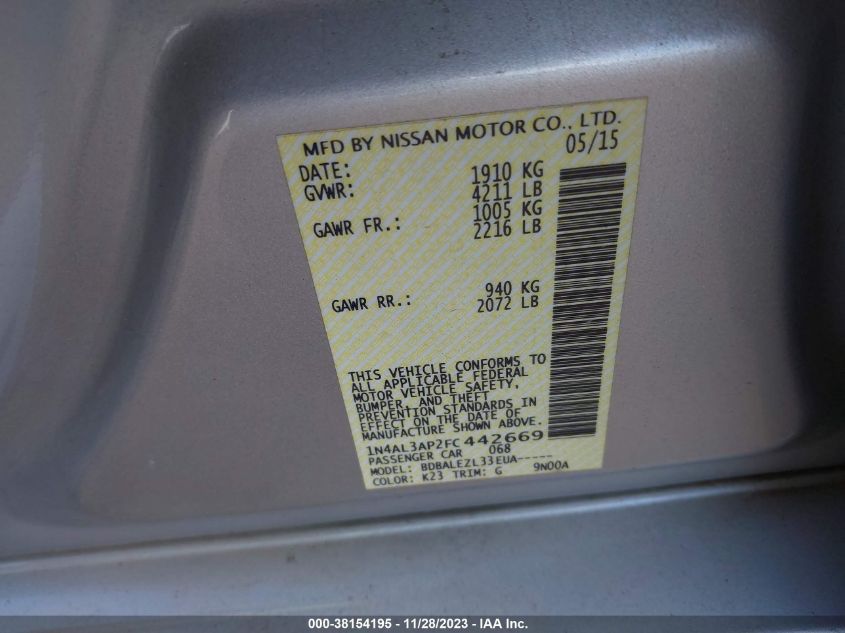 MFD BY NISSAN MOTOR CO., LTD.
DATE: 05/15
GVWR: 1910 KG
4211 LB
GAWR FR.: 1005 KG
2216 LB
GAWR RR.: 940 KG
2072 LB
THIS VEHICLE CONFORMS TO
ALL APPLICABLE FEDERAL
MOTOR VEHICLE SAFETY,
BUMPER, AND THEFT
PREVENTION STANDARDS IN
EFFECT ON THE DATE OF
MANUFACTURE SHOWN ABOVE.
1N4AL3AP2FC442669
PASSENGER CAR 068
MODEL: BDBALEZL33EUA-----
COLOR: K23 TRIM: G 9N00A
000-38154195 - 11/28/2023 - IAA Inc.